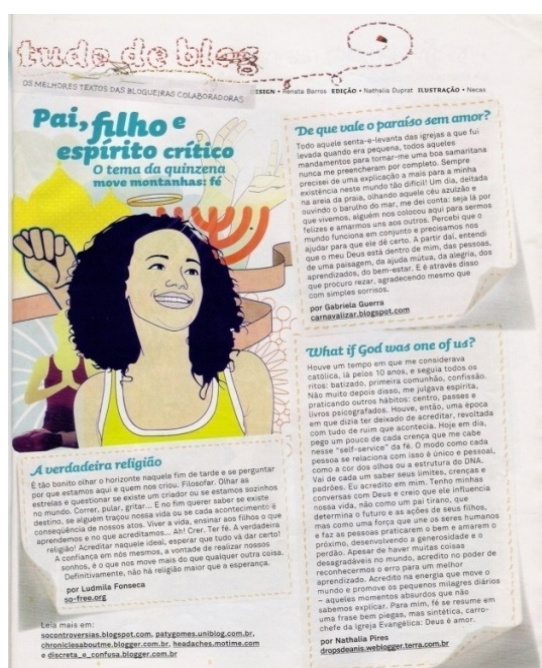 tudo de blog
OS MELHORES TEXTOS DAS BLOGUEIRAS COLABORADORAS
DESIGN • Renata Barros EDIÇÃO • Nathalia Duprat ILUSTRAÇÃO • Necas
Pai, filho e
espírito crítico
O tema da quinzena
move montanhas: fé
De que vale o paraíso sem amor?
Todo aquele senta-e-levanta das igrejas a que fui
levada quando era pequena, todos aqueles
mandamentos para tornar-me uma boa samaritana
nunca me preencheram por completo. Sempre
precisei de uma explicação a mais para a minha
existência neste mundo tão difícil! Um dia, deitada
na areia da praia, olhando aquele céu azulzão e
ouvindo o barulho do mar, me dei conta: seja lá por
que vivemos, alguém nos colocou aqui para sermos
felizes e amarmos uns aos outros. Percebi que o
mundo funciona em conjunto e precisamos nos
ajudar para que ele dê certo. A partir daí, entendi
que o meu Deus está dentro de mim, das pessoas,
de uma paisagem, da ajuda mútua, da alegria, dos
aprendizados, do bem-estar. E é através disso
que procuro rezar, agradecendo mesmo que
com simples sorrisos.
por Gabriela Guerra
carnavalizar.blogspot.com
What if God was one of us?
Houve um tempo em que me considerava
católica, lá pelos 10 anos, e seguia todos os
ritos: batizado, primeira comunhão, confissão.
Não muito depois disso, me julgava espírita,
praticando outros hábitos: centro, passes e
livros psicografados. Houve, então, uma época
em que dizia ter deixado de acreditar, revoltada
com tudo de ruim que acontecia. Hoje em dia,
pego um pouco de cada crença que me cabe
nesse "self-service" da fé. O modo como cada
pessoa se relaciona com isso é único e pessoal,
como a cor dos olhos ou a estrutura do DNA.
Vai de cada um saber seus limites, crenças e
padrões. Eu acredito em mim. Tenho minhas
conversas com Deus e creio que ele influencia
nossa vida, não como um pai tirano, que
determina o futuro e as ações de seus filhos,
mas como uma força que une os seres humanos
e faz as pessoas praticarem o bem e amarem o
próximo, desenvolvendo a generosidade e o
perdão. Apesar de haver muitas coisas
desagradáveis no mundo, acredito no poder de
reconhecermos o erro para um melhor
aprendizado. Acredito na energia que move o
mundo e promove os pequenos milagres diários
– aqueles momentos absurdos que não
sabemos explicar. Para mim, fé se resume em
uma frase bem piegas, mas sintética, carro-
chefe da Igreja Evangélica: Deus é amor.
por Nathalia Pires
dropsdeanis.weblogger.terra.com.br
A verdadeira religião
É tão bonito olhar o horizonte naquele fim de tarde e se perguntar
por que estamos aqui e quem nos criou. Filosofar. Olhar as
estrelas e questionar se existe um criador ou se estamos sozinhos
no mundo. Correr, pular, gritar... E no fim querer saber se existe
destino, se alguém traçou nossa vida ou se cada acontecimento é
conseqüência de nossos atos. Viver a vida, ensinar aos filhos o que
aprendemos e no que acreditamos... Ah! Crer. Ter fé. A verdadeira
religião! Acreditar naquele ideal, esperar que tudo vá dar certo!
A confiança em nós mesmos, a vontade de realizar nossos
sonhos, é o que nos move mais do que qualquer outra coisa.
Definitivamente, não há religião maior que a esperança.
por Ludmila Fonseca
so-free.org
Leia mais em:
socontroversias.blogspot.com, patygomes.uniblog.com.br,
chroniclesaboutme.blogger.com.br, headaches.motime.com
e discreta_e_confusa.blogger.com.br